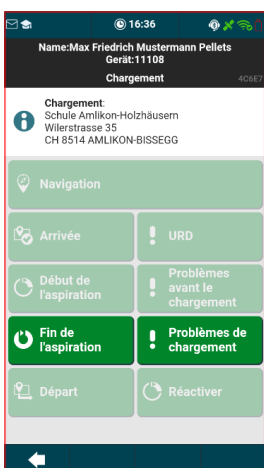 16:36
Name:Max Friedrich Mustermann Pellets
Gerät:11108
Chargement
4C6E7
Chargement:
Schule Amlikon-Holzhäusern
Wilerstrasse 35
CH 8514 AMLIKON-BISSEGG
Navigation
Arrivée
URD
Début de
l'aspiration
Problèmes
avant le
chargement
Fin de
l'aspiration
Problèmes de
chargement
Départ
Réactiver